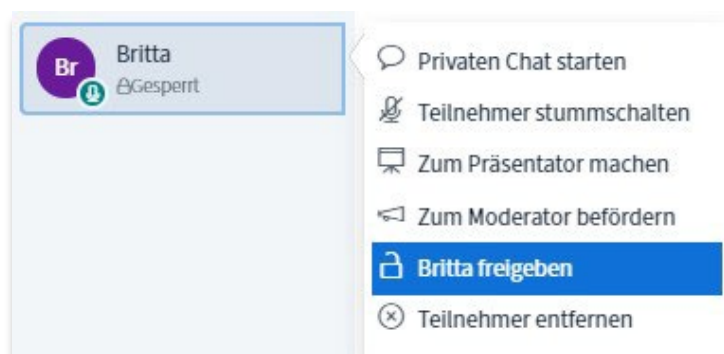 Br
Britta
Gesperrt
Privaten Chat starten
Teilnehmer stummschalten
Zum Präsentator machen
Zum Moderator befördern
Britta freigeben
Teilnehmer entfernen